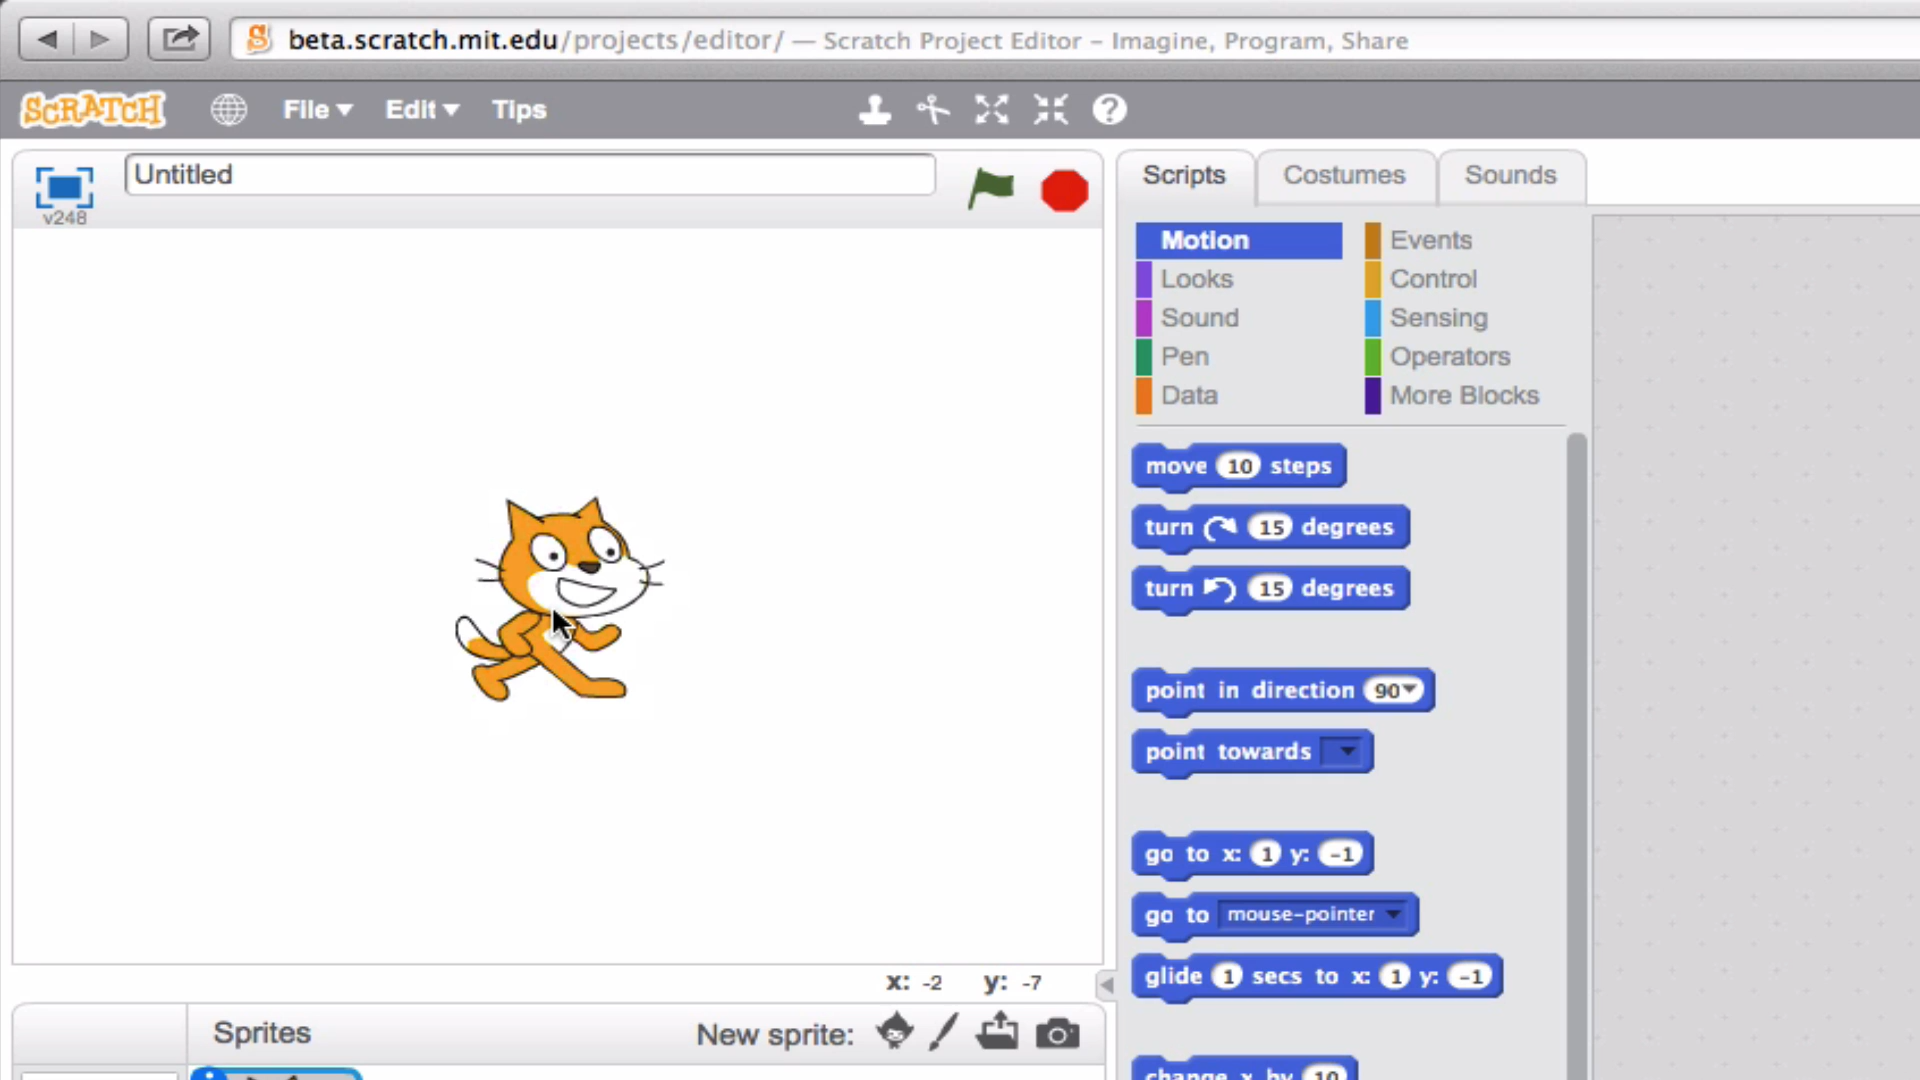 beta.scratch.mit.edu/projects/editor/ — Scratch Project Editor – Imagine, Program, Share
SCRATCH File Edit Tips
Untitled
v248
Scripts Costumes Sounds
Motion Events
Looks Control
Sound Sensing
Pen Operators
Data More Blocks
move 10 steps
turn 15 degrees
turn 15 degrees
point in direction 90
point towards
go to x: 1 y: -1
go to mouse-pointer
glide 1 secs to x: 1 y: -1
change x by 10
x: -2 y: -7
Sprites New sprite: